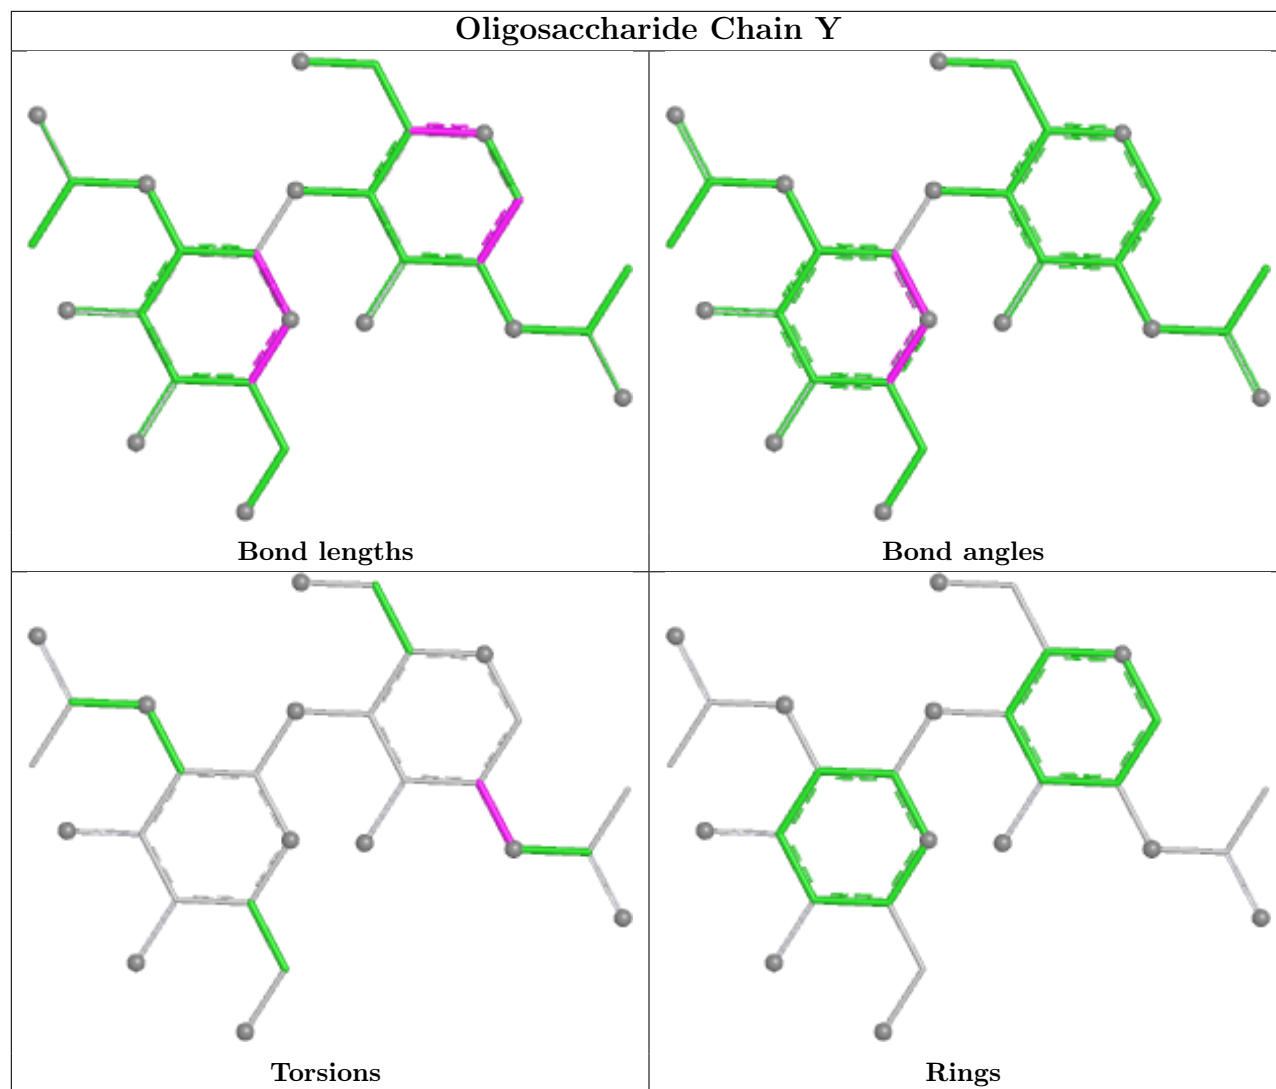 Oligosaccharide Chain Y
Bond lengths
Bond angles
Torsions
Rings